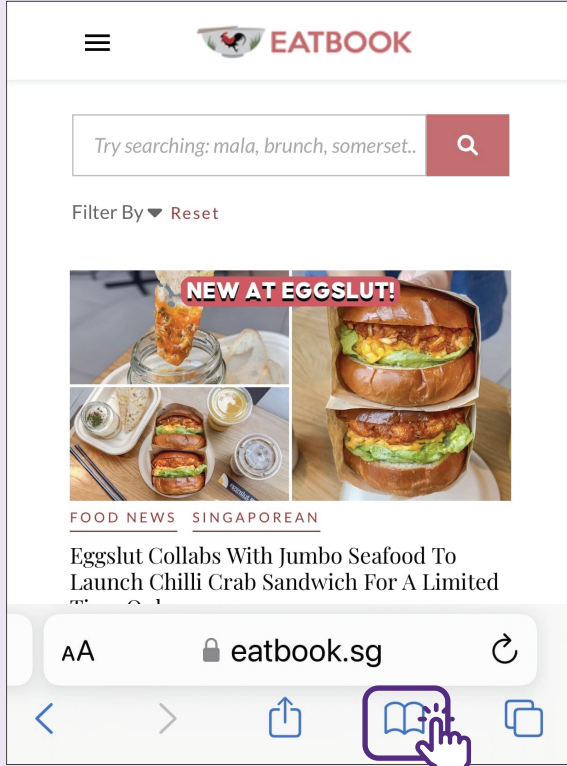 EATBOOK
Try searching: mala, brunch, somerset..
Filter By Reset
NEW AT EGGSLUT!
FOOD NEWS SINGAPOREAN
Eggslut Collabs With Jumbo Seafood To
Launch Chilli Crab Sandwich For A Limited
AA eatbook.sg